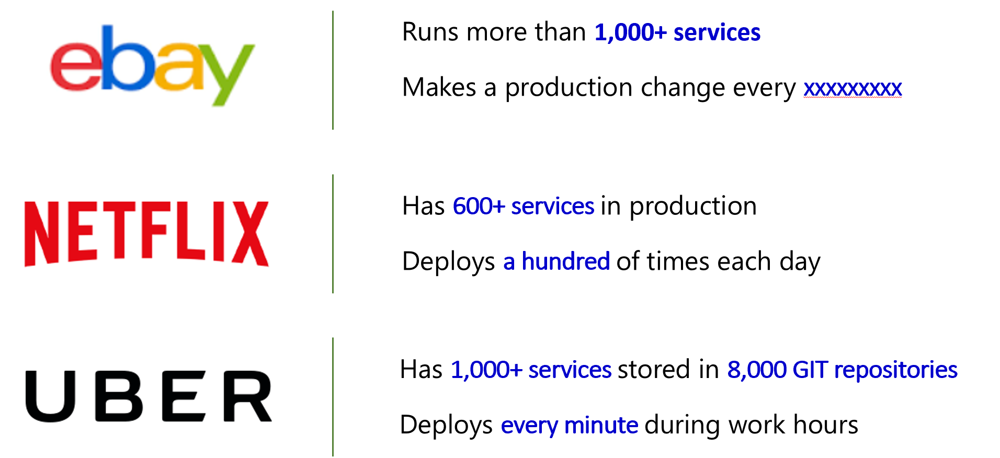 ebay
Runs more than 1,000+ services
Makes a production change every xxxxxxxxx
NETFLIX
Has 600+ services in production
Deploys a hundred of times each day
UBER
Has 1,000+ services stored in 8,000 GIT repositories
Deploys every minute during work hours